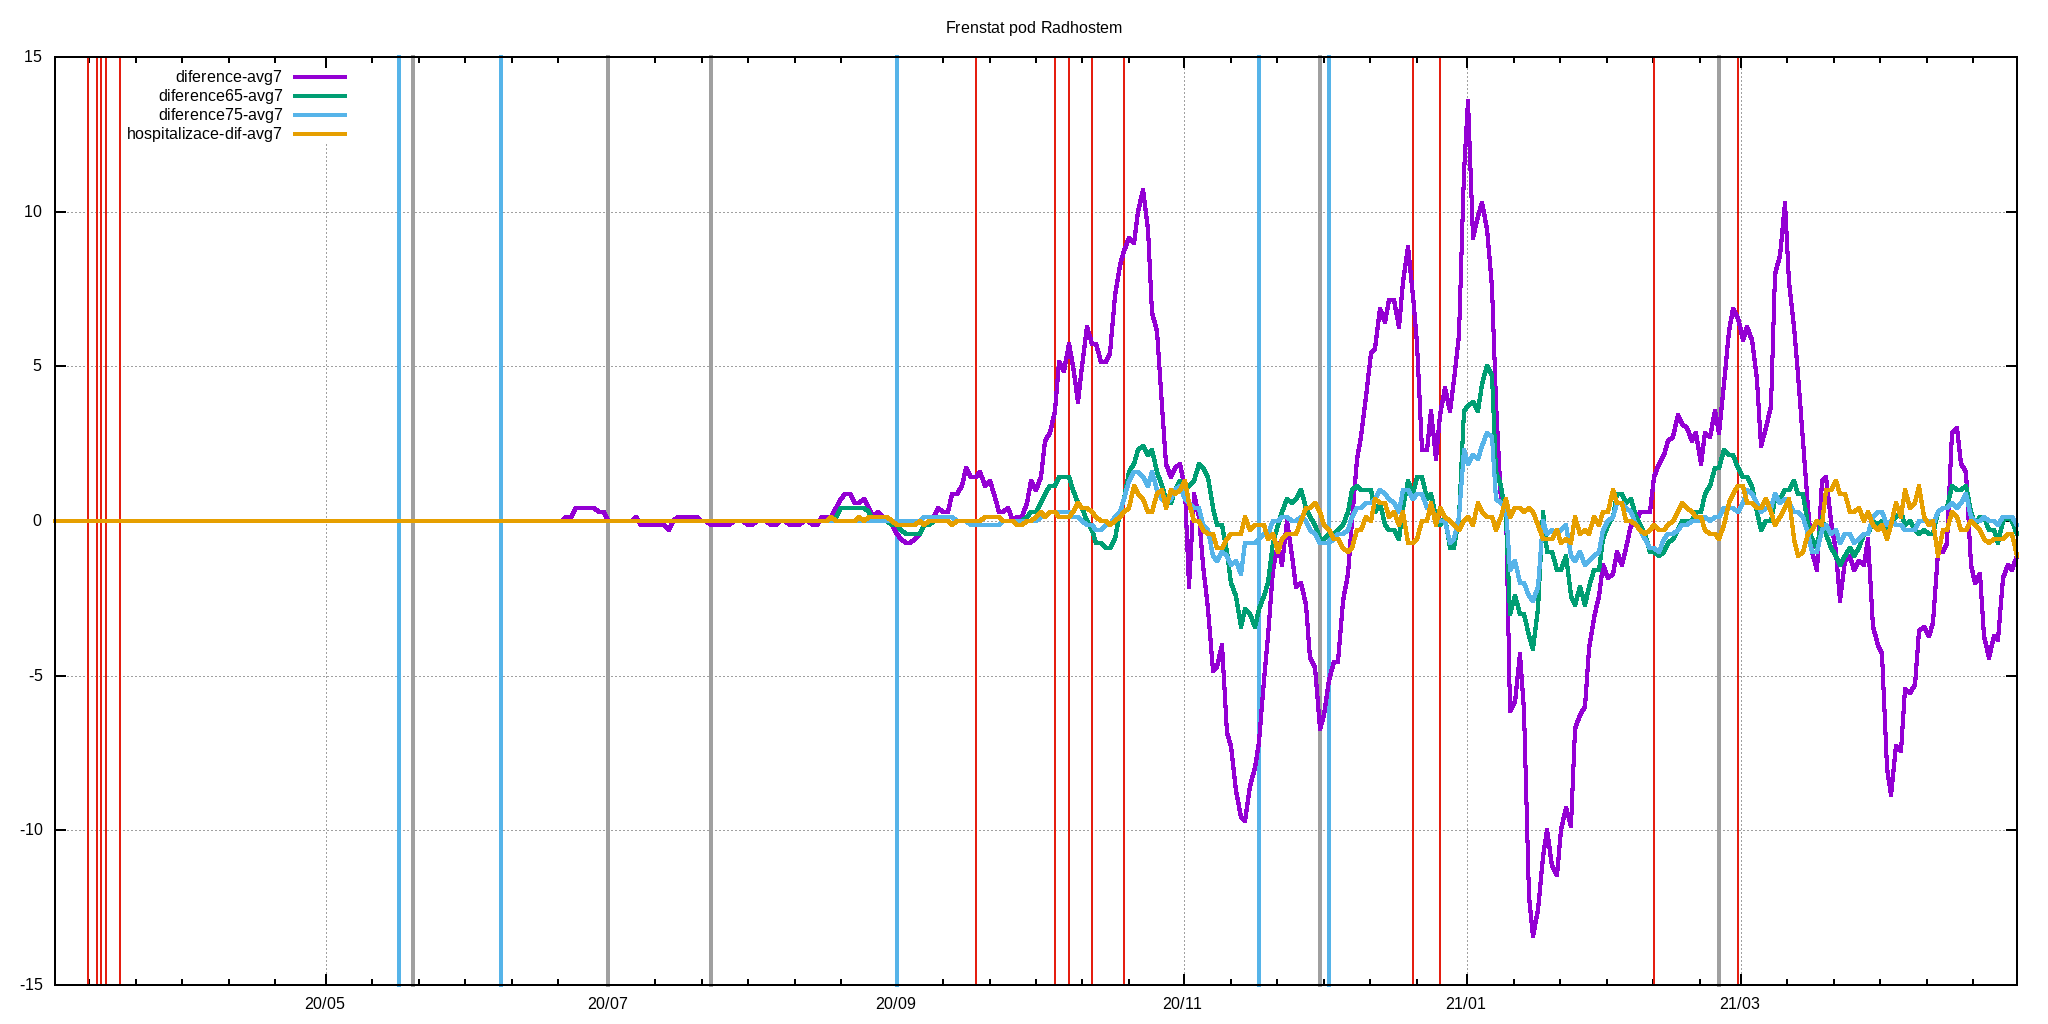 Frenstat pod Radhostem
diference-avg7
diference65-avg7
diference75-avg7
hospitalizace-dif-avg7
15
10
5
0
-5
-10
-15
20/05
20/07
20/09
20/11
21/01
21/03